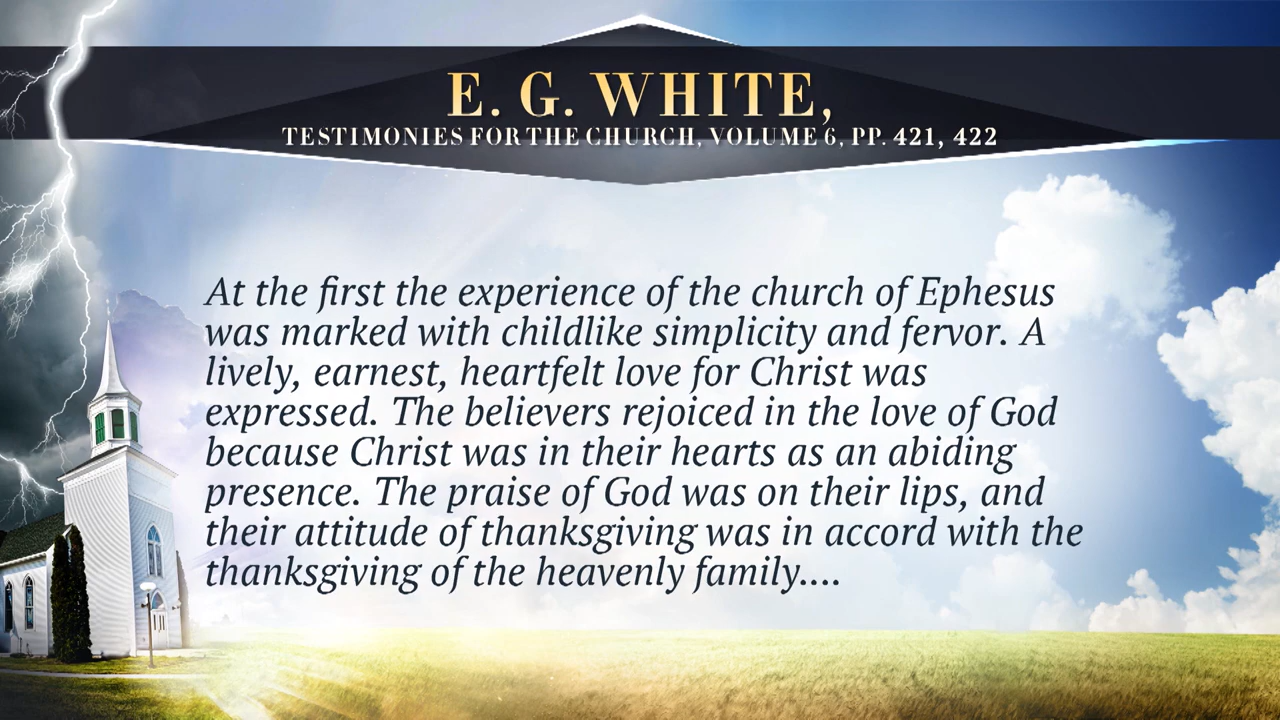 E. G. WHITE,
TESTIMONIES FOR THE CHURCH, VOLUME 6, PP. 421, 422
At the first the experience of the church of Ephesus
was marked with childlike simplicity and fervor. A
lively, earnest, heartfelt love for Christ was
expressed. The believers rejoiced in the love of God
because Christ was in their hearts as an abiding
presence. The praise of God was on their lips, and
their attitude of thanksgiving was in accord with the
thanksgiving of the heavenly family....